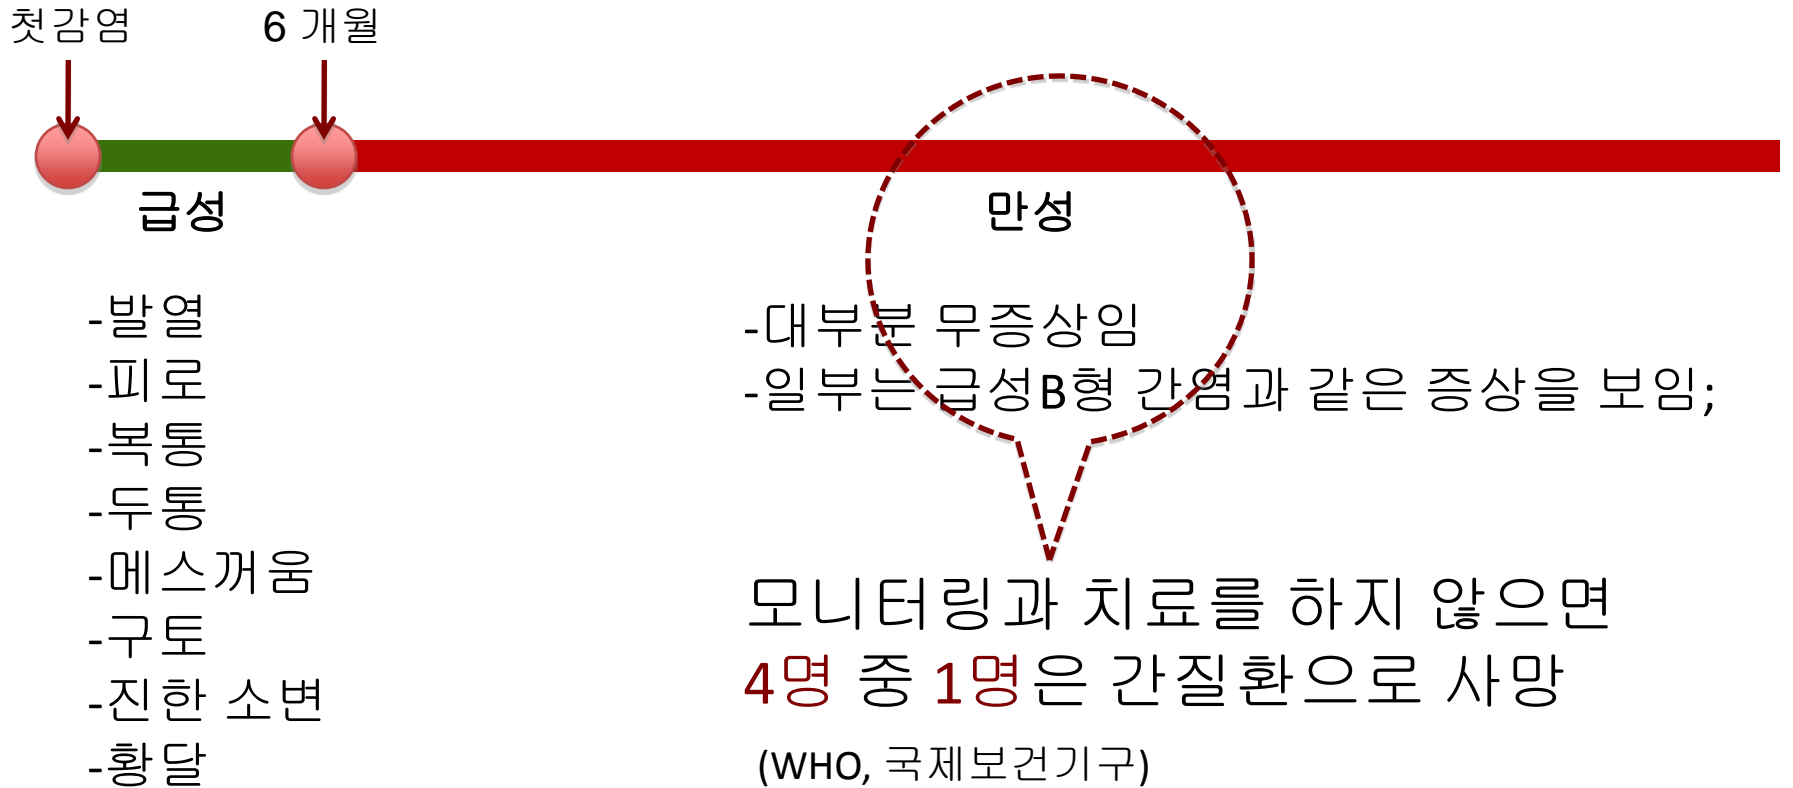 첫감염
6 개월
급성
만성
-발열
-피로
-복통
-두통
-메스꺼움
-구토
-진한 소변
-황달
-대부분 무증상임
-일부는 급성B형 간염과 같은 증상을 보임;
모니터링과 치료를 하지 않으면
4명 중 1명은 간질환으로 사망
(WHO, 국제보건기구)